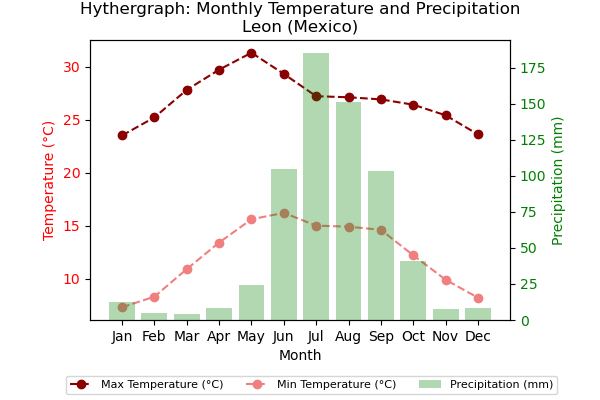 Hythergraph: Monthly Temperature and Precipitation
Leon (Mexico)
30
25
20
15
10
Temperature (°C)
175
150
125
100
75
50
25
0
Precipitation (mm)
Jan Feb Mar Apr May Jun Jul Aug Sep Oct Nov Dec
Month
Max Temperature (°C) Min Temperature (°C) Precipitation (mm)